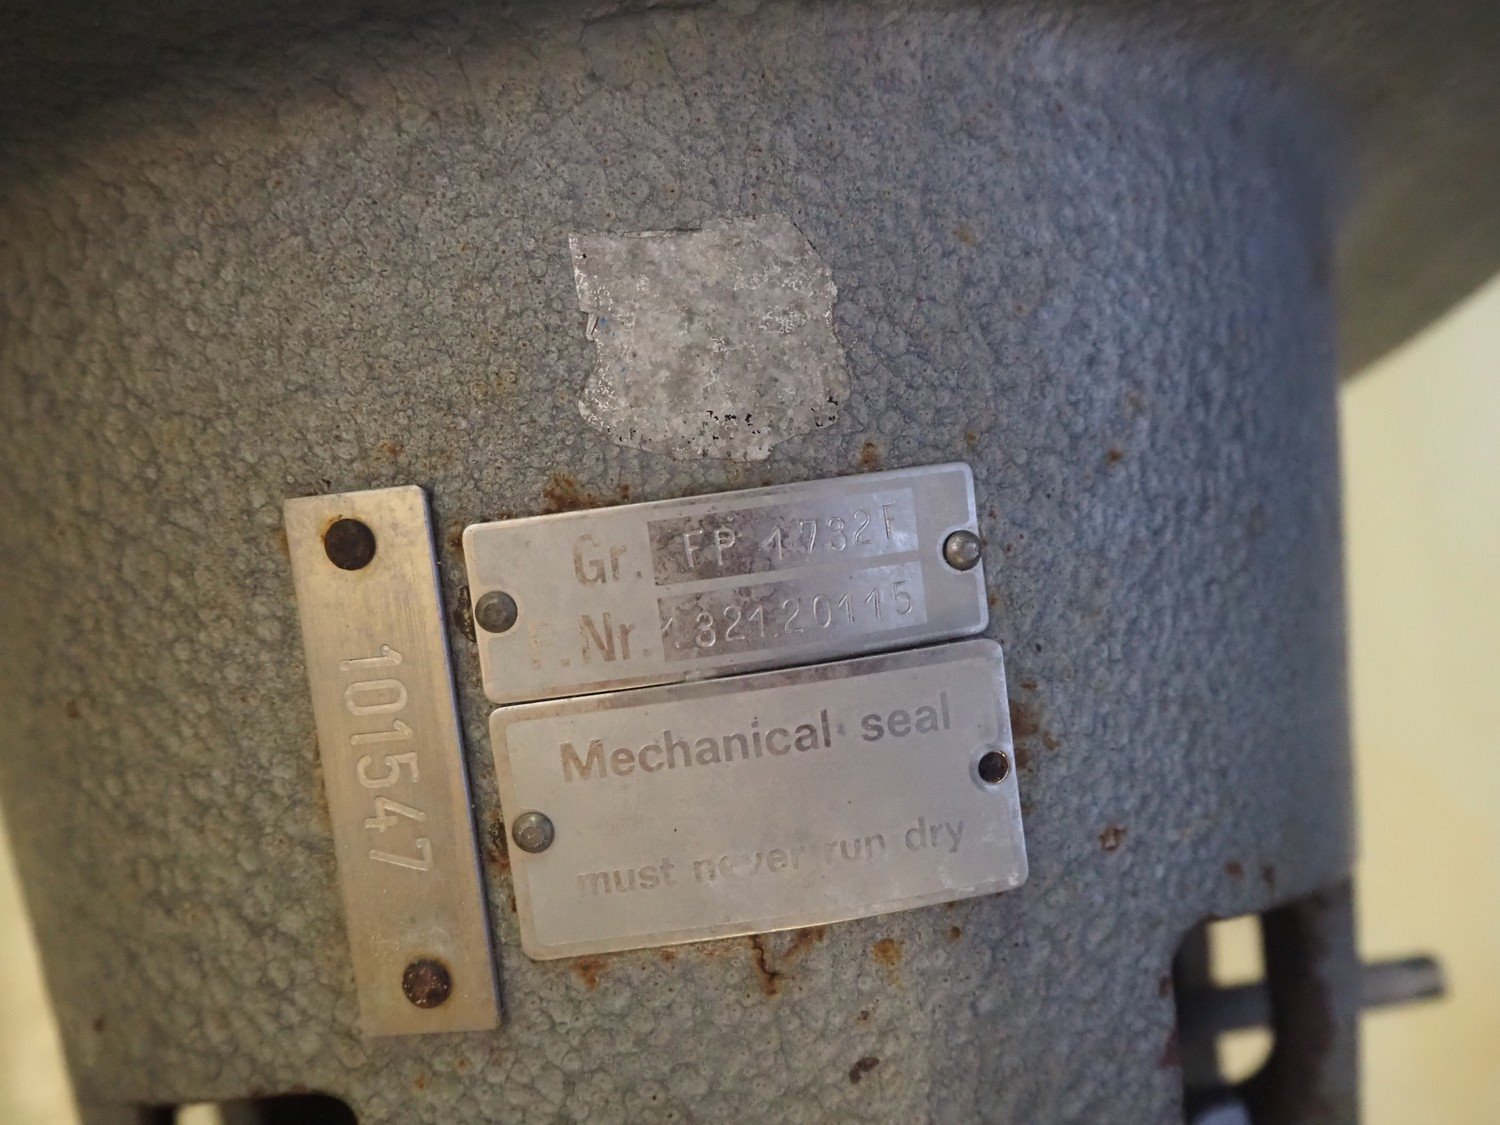 101547
Gr. FP 1732F
F.Nr. 132120115
Mechanical seal
must never run dry